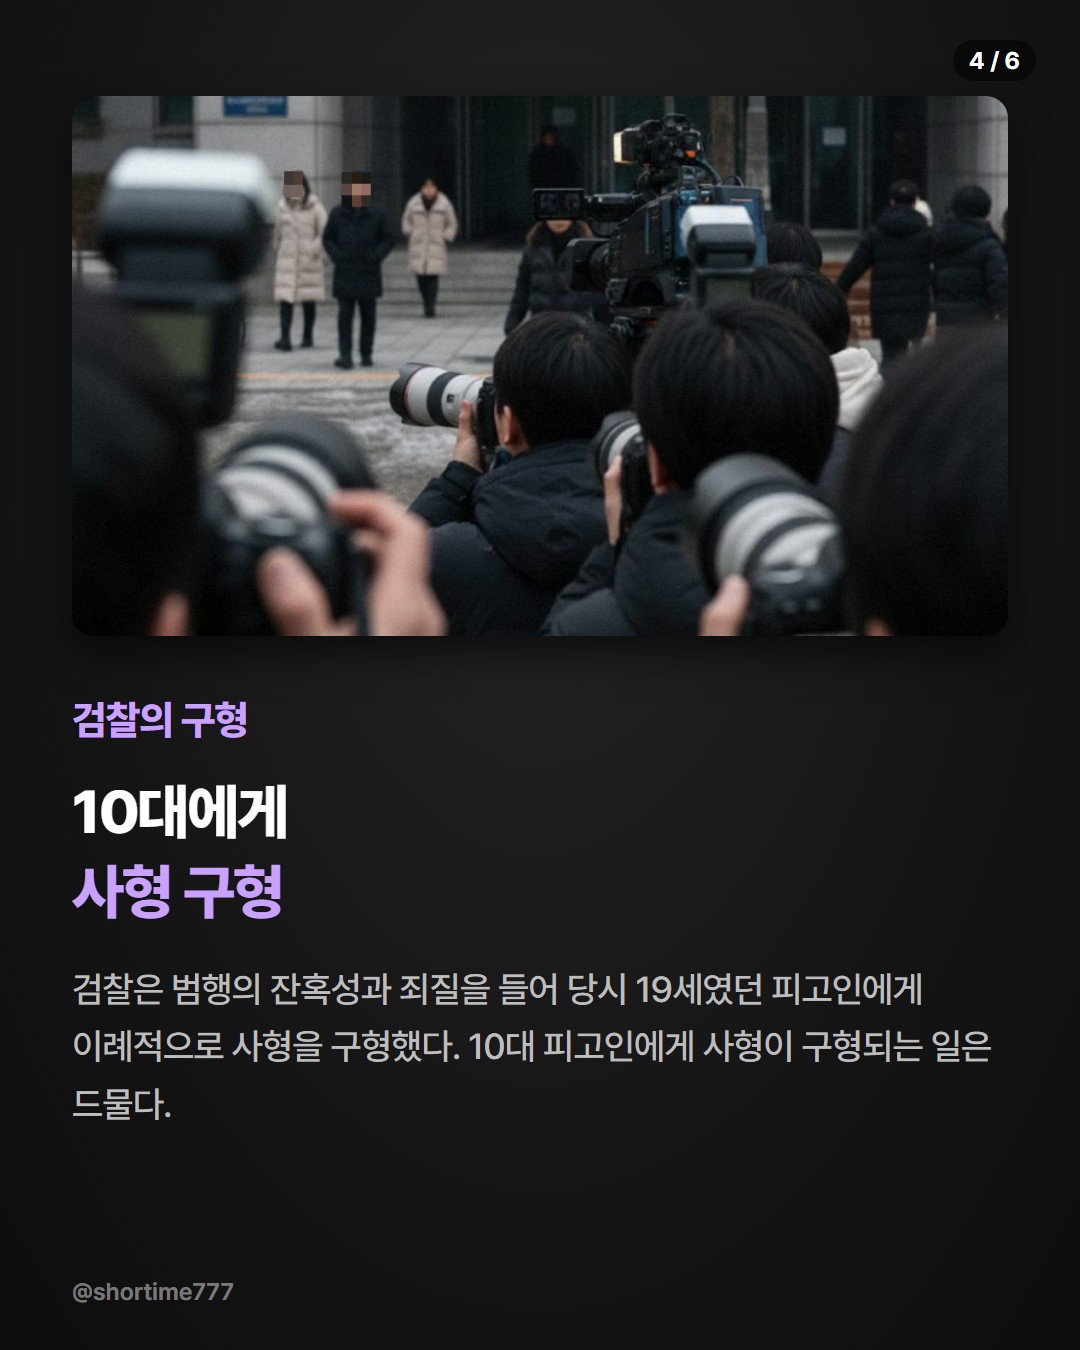 4 / 6
검찰의 구형
10대에게
사형 구형
검찰은 범행의 잔혹성과 죄질을 들어 당시 19세였던 피고인에게
이례적으로 사형을 구형했다. 10대 피고인에게 사형이 구형되는 일은
드물다.
@shortime777